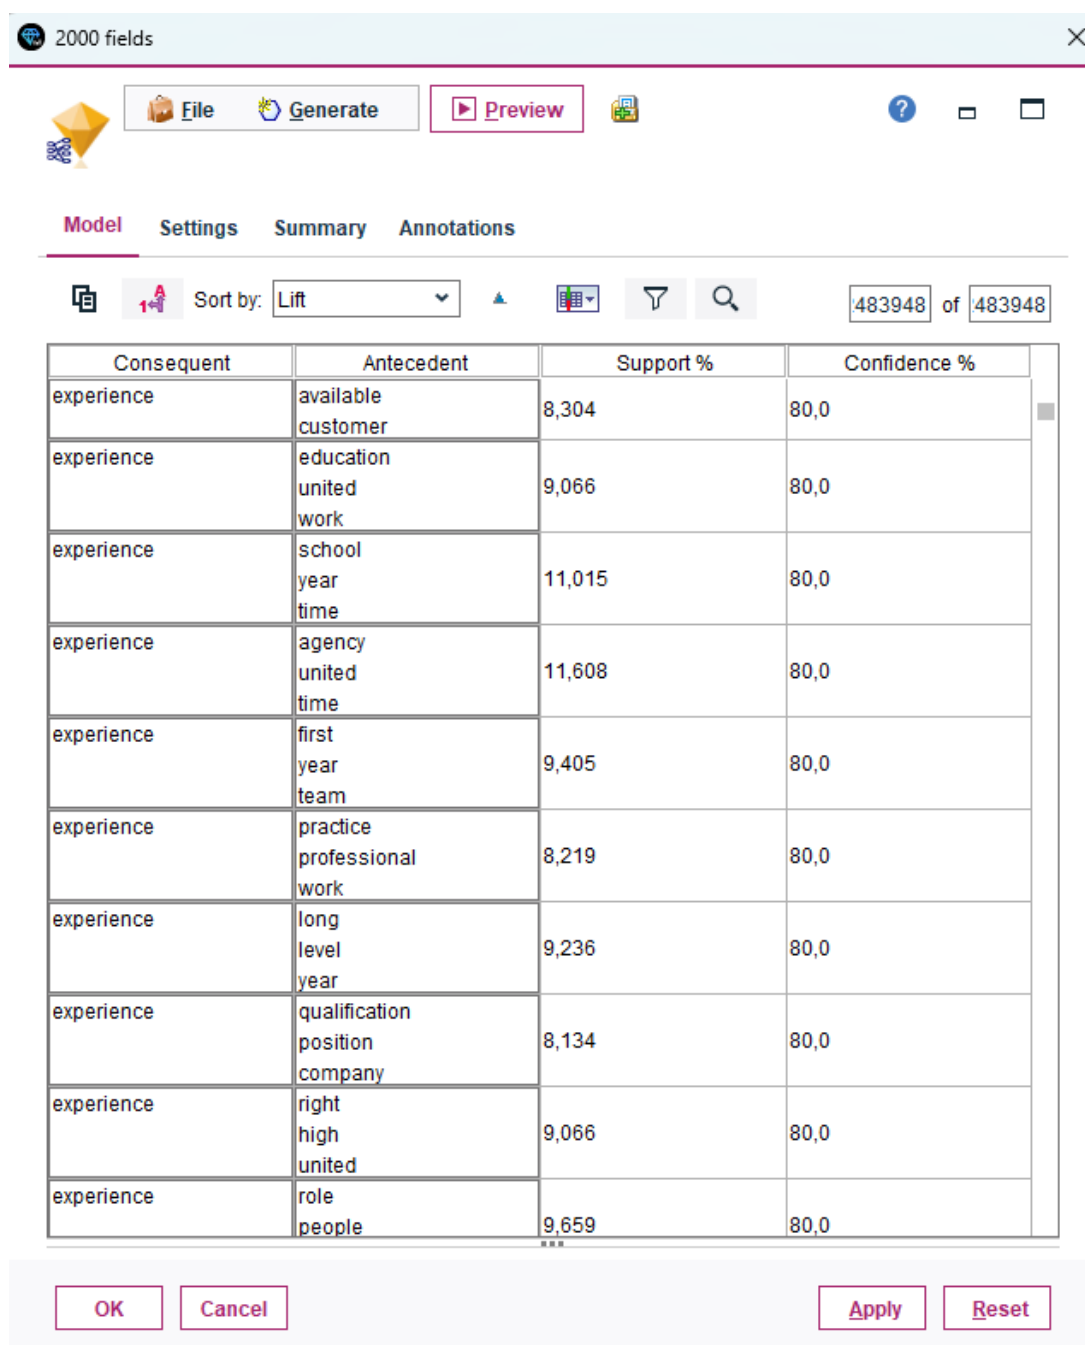 2000 fields
File Generate Preview
Model Settings Summary Annotations
Sort by: Lift 483948 of 483948
Consequent Antecedent Support % Confidence %
experience available 8,304 80,0
customer
experience education 9,066 80,0
united
work
experience school 11,015 80,0
year
time
experience agency 11,608 80,0
united
time
experience first 9,405 80,0
year
team
experience practice 8,219 80,0
professional
work
experience long 9,236 80,0
level
year
experience qualification 8,134 80,0
position
company
experience right 9,066 80,0
high
united
experience role 9,659 80,0
people
OK Cancel Apply Reset